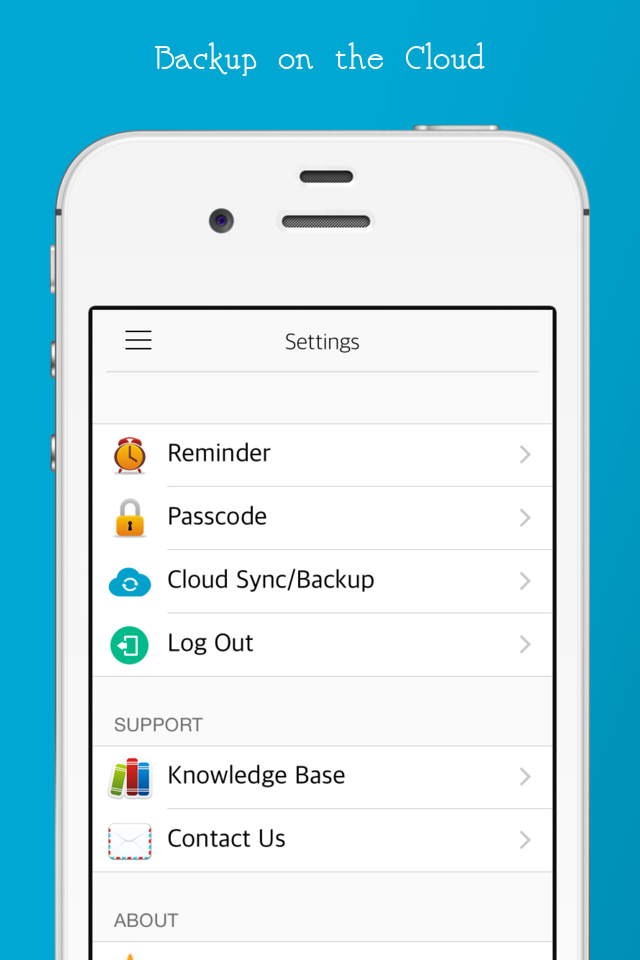 Backup on the Cloud
Settings
Reminder
Passcode
Cloud Sync/Backup
Log Out
SUPPORT
Knowledge Base
Contact Us
ABOUT